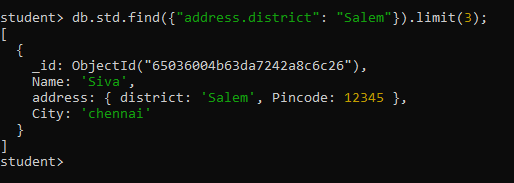 student> db.std.find({"address.district": "Salem"}).limit(3);
[
  {
    _id: ObjectId("65036004b63da7242a8c6c26"),
    Name: 'Siva',
    address: { district: 'Salem', Pincode: 12345 },
    City: 'chennai'
  }
]
student>